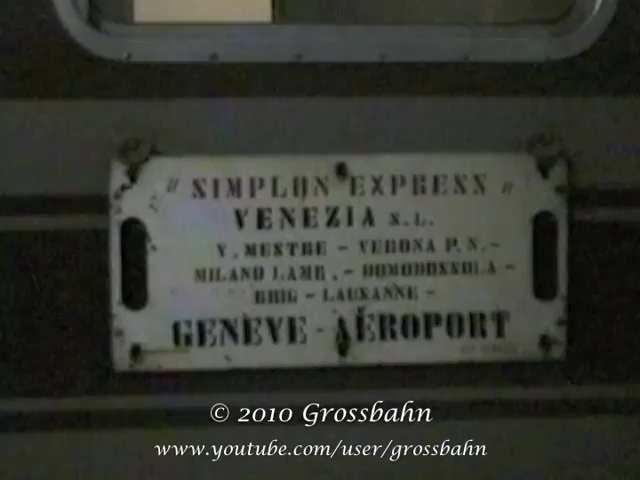 " SIMPLON EXPRESS "
VENEZIA S.L.
V. MESTRE - VERONA P. N. -
MILANO LAMB. - DOMODOSSOLA -
BRIG - LAUSANNE -
GENEVE - AÉROPORT
© 2010 Grossbahn
www.youtube.com/user/grossbahn